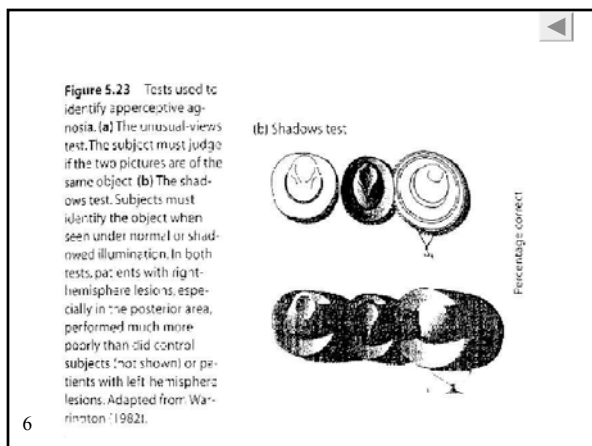 Figure 5.23 Tests used to
identify apperceptive ag-
nosia. (a) The unusual-views
test. The subject must judge
if the two pictures are of the
same object (b) The shad-
ows test. Subjects must
identify the object when
seen under normal or shad-
owed illumination. In both
tests, patients with right-
hemisphere lesions, espe-
cially in the posterior area,
performed much more
poorly than did control
subjects (not shown) or pa-
tients with left hemisphere
lesions. Adapted from War-
rington (1982).
(b) Shadows test
Percentage correct
6